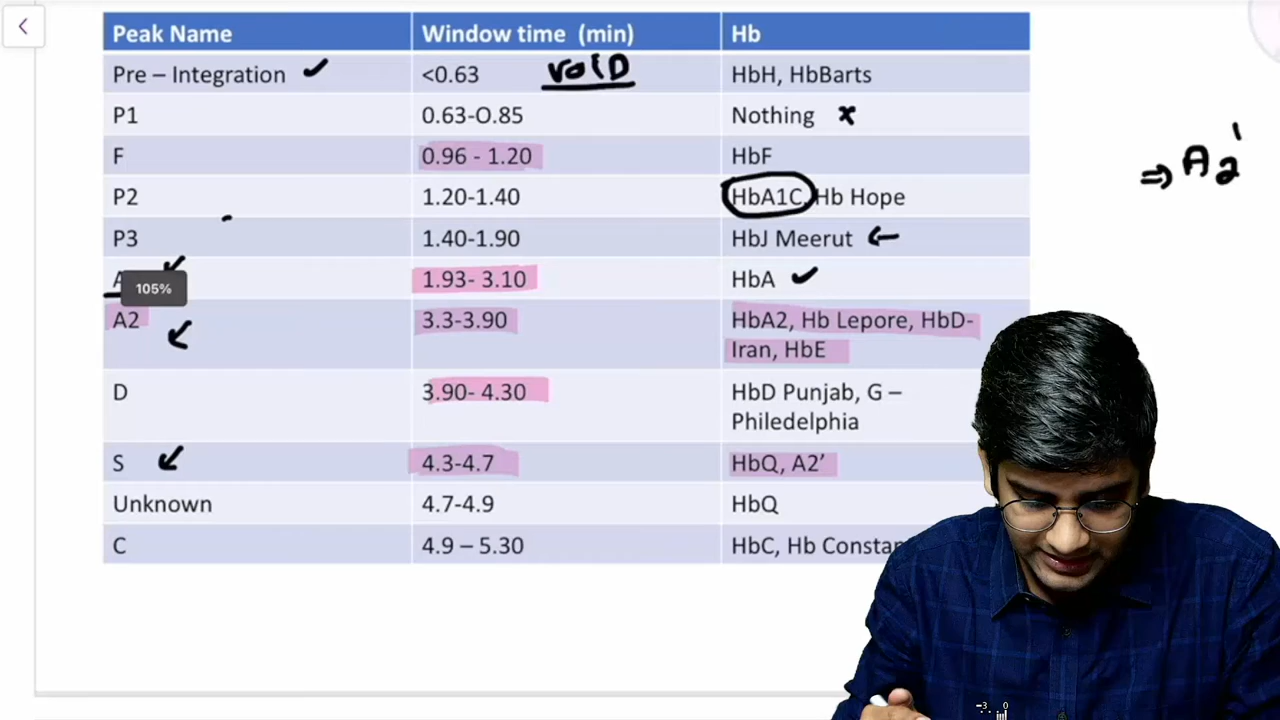 Peak Name Window time (min) Hb
Pre – Integration ✓ <0.63 VOID HbH, HbBarts
P1 0.63-O.85 Nothing ✗
F 0.96 - 1.20 HbF
P2 1.20-1.40 HbA1C, Hb Hope
⇒ A2'
P3 1.40-1.90 HbJ Meerut ←
1.93- 3.10 HbA ✓
105%
A2 3.3-3.90 HbA2, Hb Lepore, HbD-
Iran, HbE
D 3.90- 4.30 HbD Punjab, G –
Philedelphia
S 4.3-4.7 HbQ, A2’
Unknown 4.7-4.9 HbQ
C 4.9 – 5.30 HbC, Hb